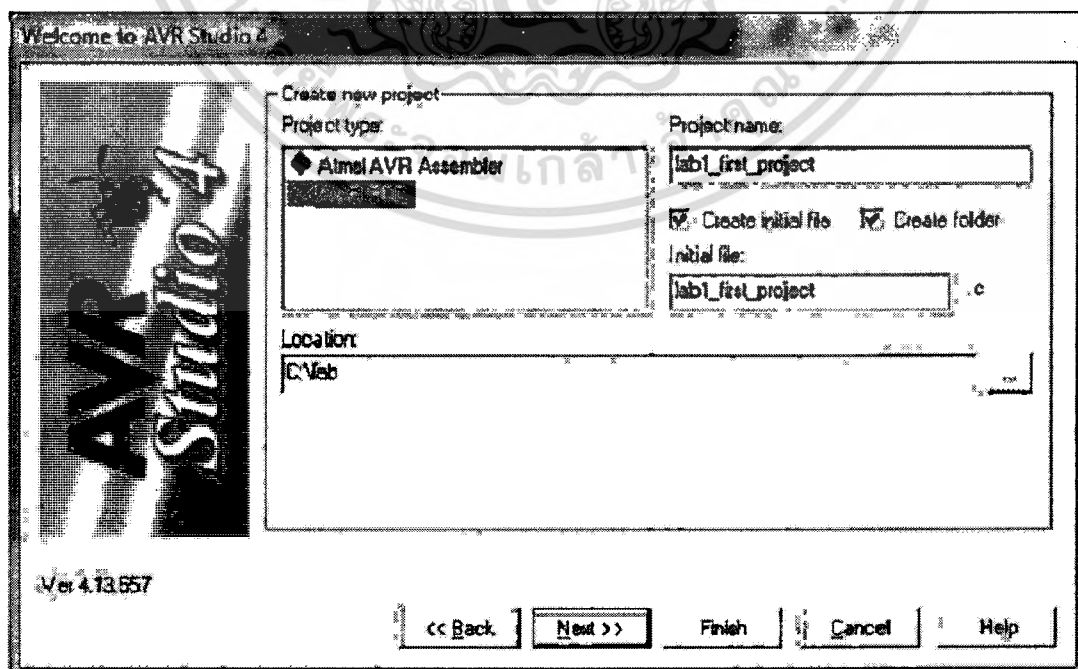 Welcome to AVR Studio 4
Create new project
Project type:
Atmel AVR Assembler
Project name:
lab1_first_project
Create initial file
Create folder
Initial file:
lab1_first_project .c
Location:
C:\lab
...
AVR Studio 4
Ver 4.13.557
<< Back
Next >>
Finish
Cancel
Help